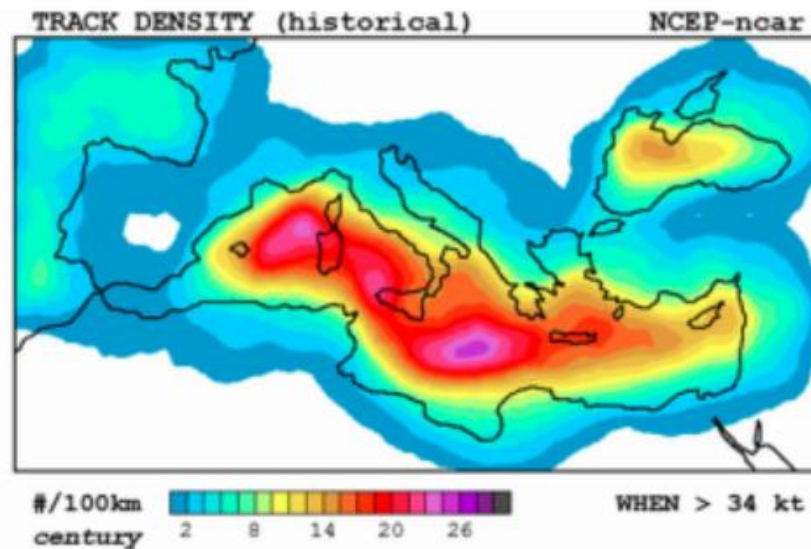 TRACK DENSITY (historical) NCEP-ncar
#/100km WHEN > 34 kt
century 2 8 14 20 26